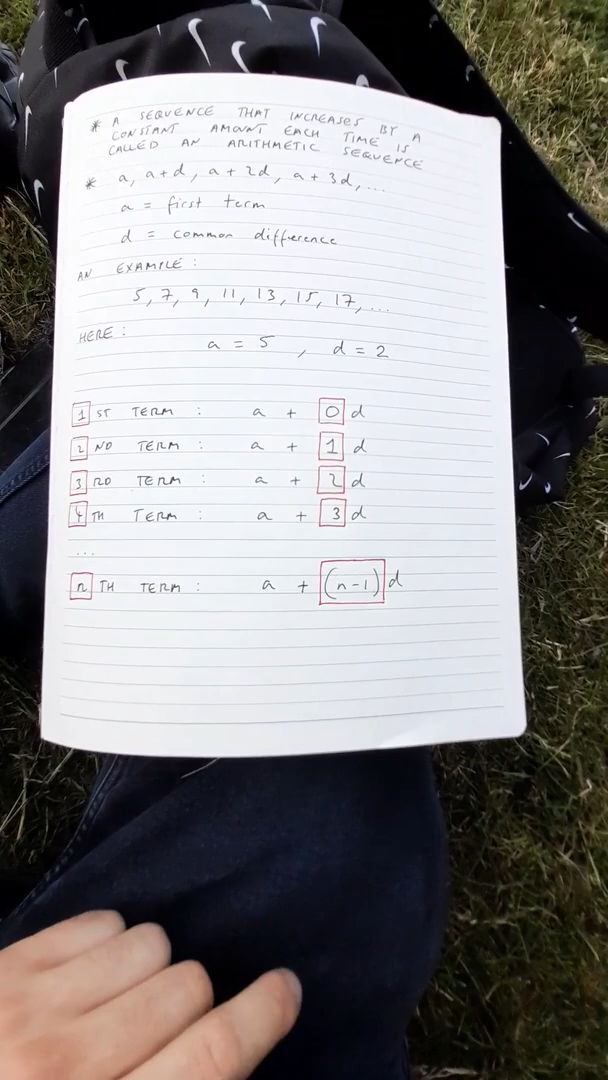 * A SEQUENCE THAT INCREASES BY A
CONSTANT AMOUNT EACH TIME IS
CALLED AN ARITHMETIC SEQUENCE
* a, a+d, a+2d, a+3d, ...
a = first term
d = common difference
AN EXAMPLE :
5, 7, 9, 11, 13, 15, 17, ...
HERE :
a = 5 , d = 2
1 ST TERM : a + 0 d
2 ND TERM : a + 1 d
3 RD TERM : a + 2 d
4 TH TERM : a + 3 d
...
n TH TERM : a + (n-1) d